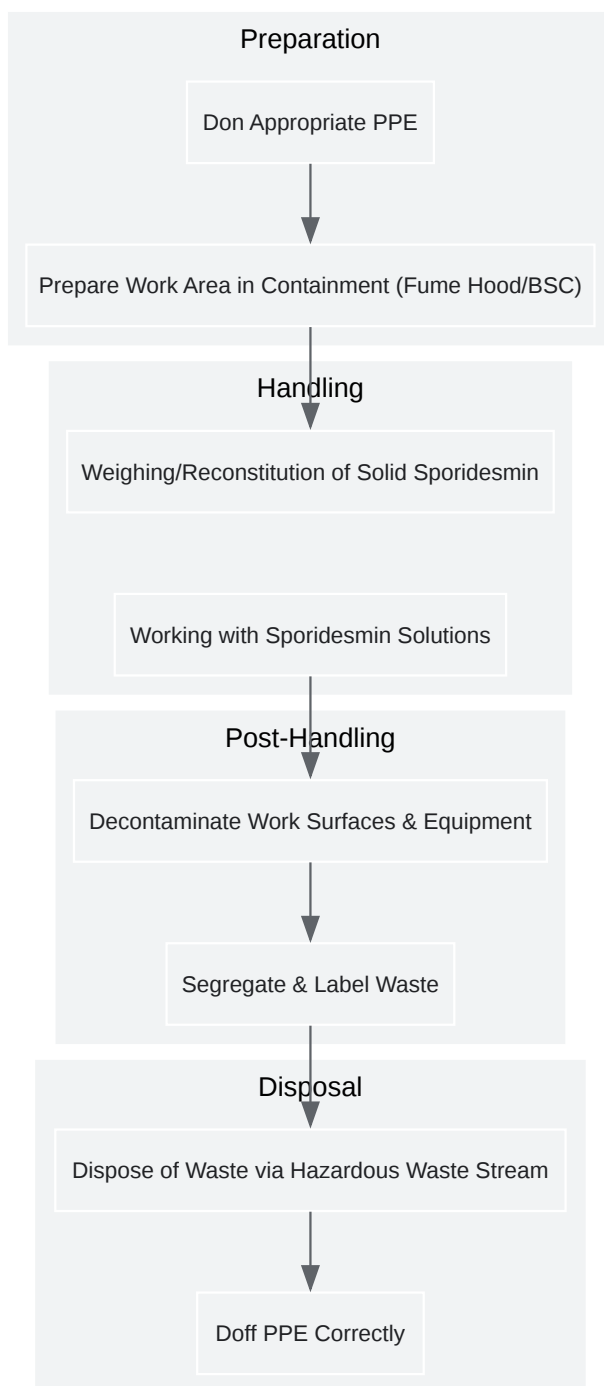 Preparation
Don Appropriate PPE
Prepare Work Area in Containment (Fume Hood/BSC)
Handling
Weighing/Reconstitution of Solid Sporidesmin
Working with Sporidesmin Solutions
Post-Handling
Decontaminate Work Surfaces & Equipment
Segregate & Label Waste
Disposal
Dispose of Waste via Hazardous Waste Stream
Doff PPE Correctly